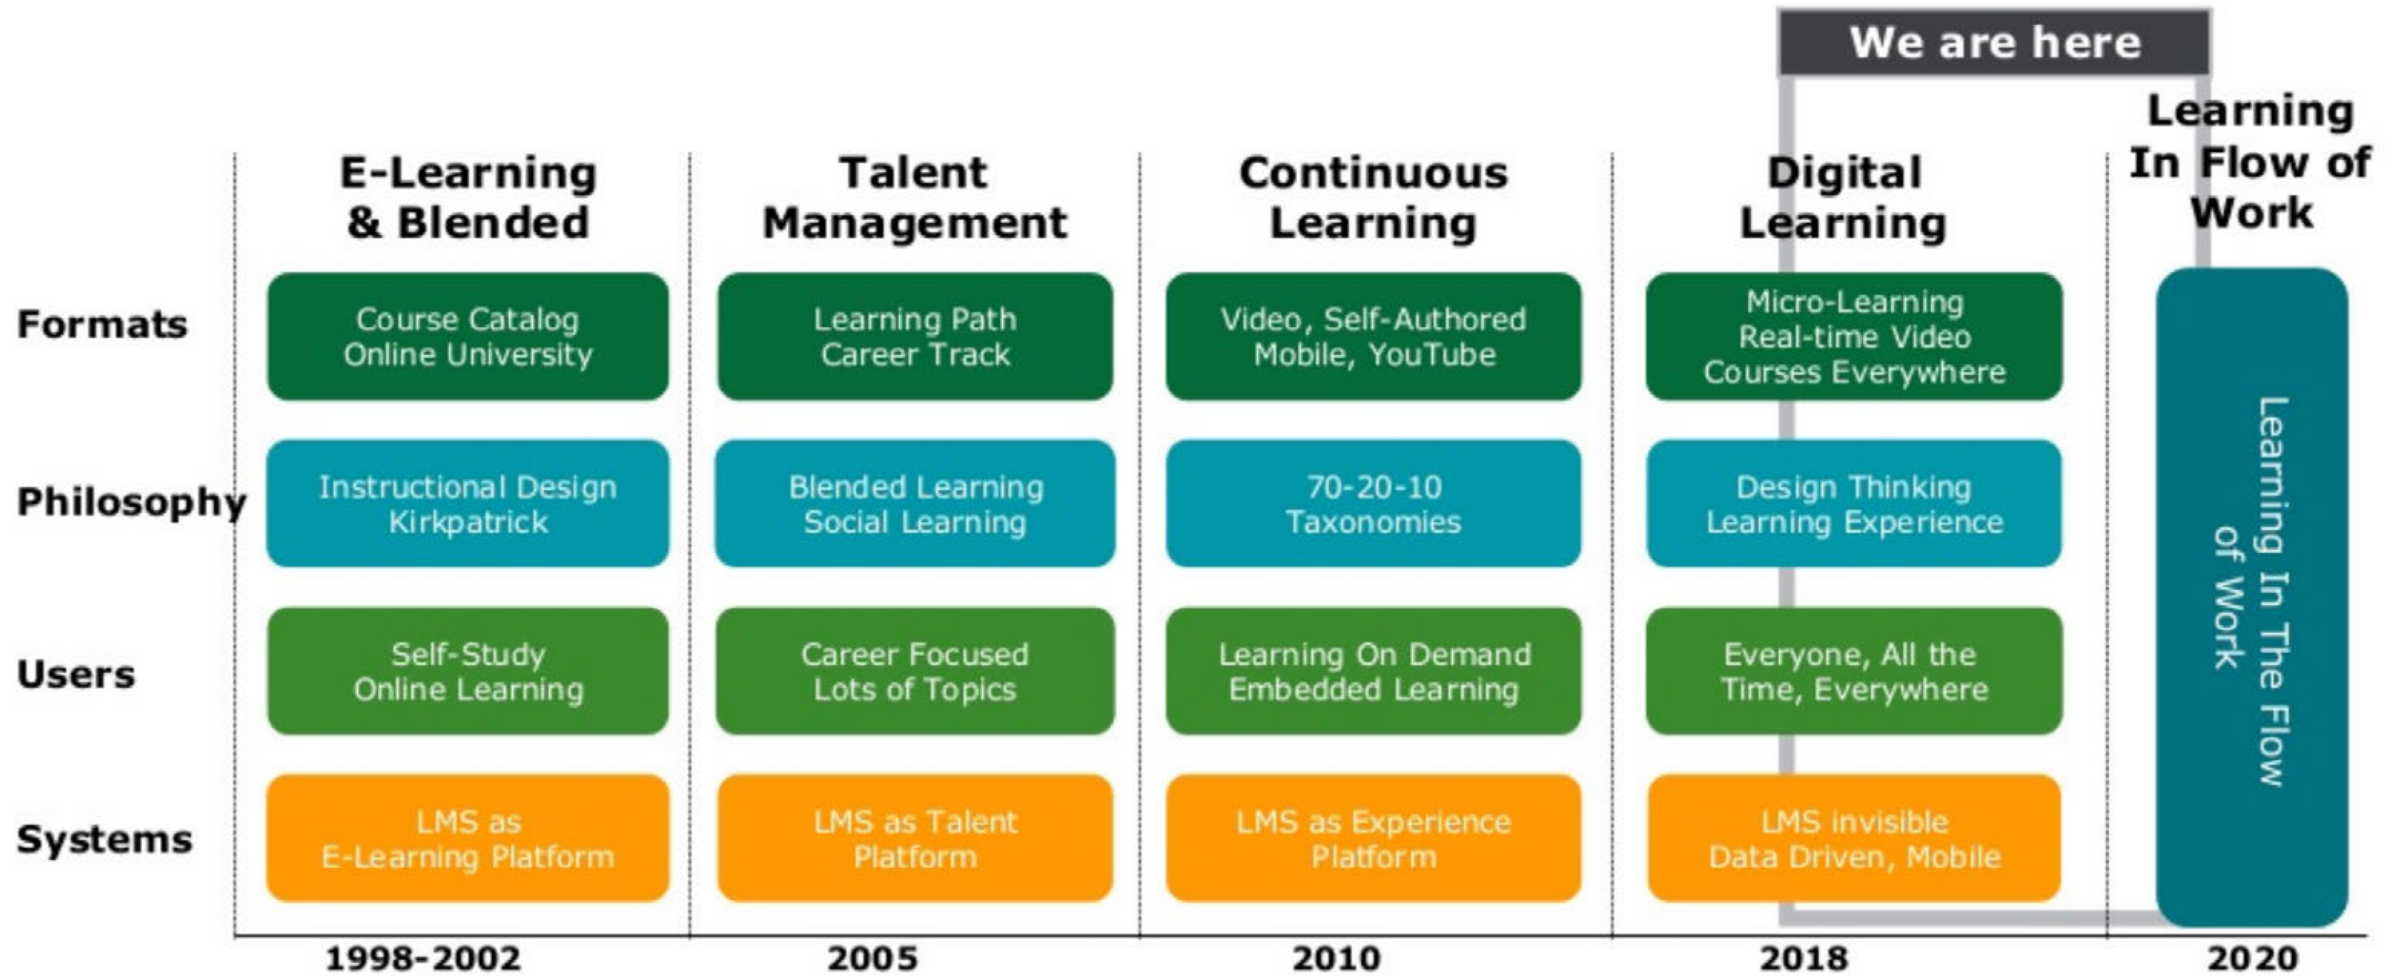 We are here
E-Learning
& Blended
Talent
Management
Continuous
Learning
Digital
Learning
Learning
In Flow of
Work
Formats
Course Catalog
Online University
Learning Path
Career Track
Video, Self-Authored
Mobile, YouTube
Micro-Learning
Real-time Video
Courses Everywhere
Philosophy
Instructional Design
Kirkpatrick
Blended Learning
Social Learning
70-20-10
Taxonomies
Design Thinking
Learning Experience
Users
Self-Study
Online Learning
Career Focused
Lots of Topics
Learning On Demand
Embedded Learning
Everyone, All the
Time, Everywhere
Systems
LMS as
E-Learning Platform
LMS as Talent
Platform
LMS as Experience
Platform
LMS invisible
Data Driven, Mobile
Learning In The Flow
of Work
1998-2002
2005
2010
2018
2020